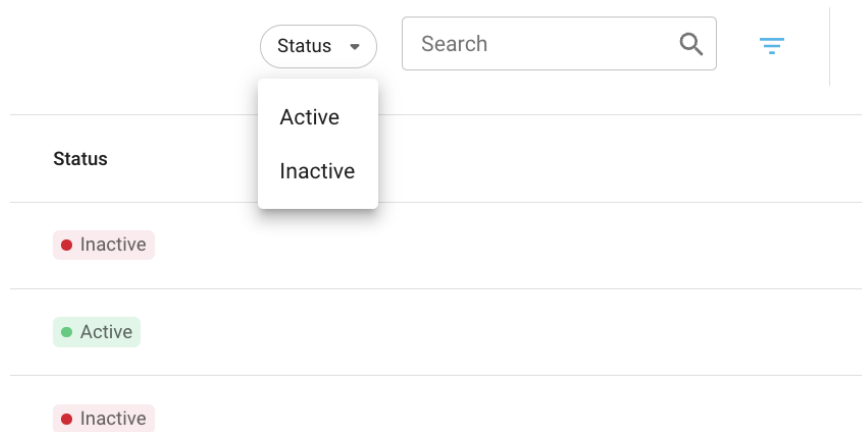 Status
Search
Active
Inactive
Status
Inactive
Active
Inactive